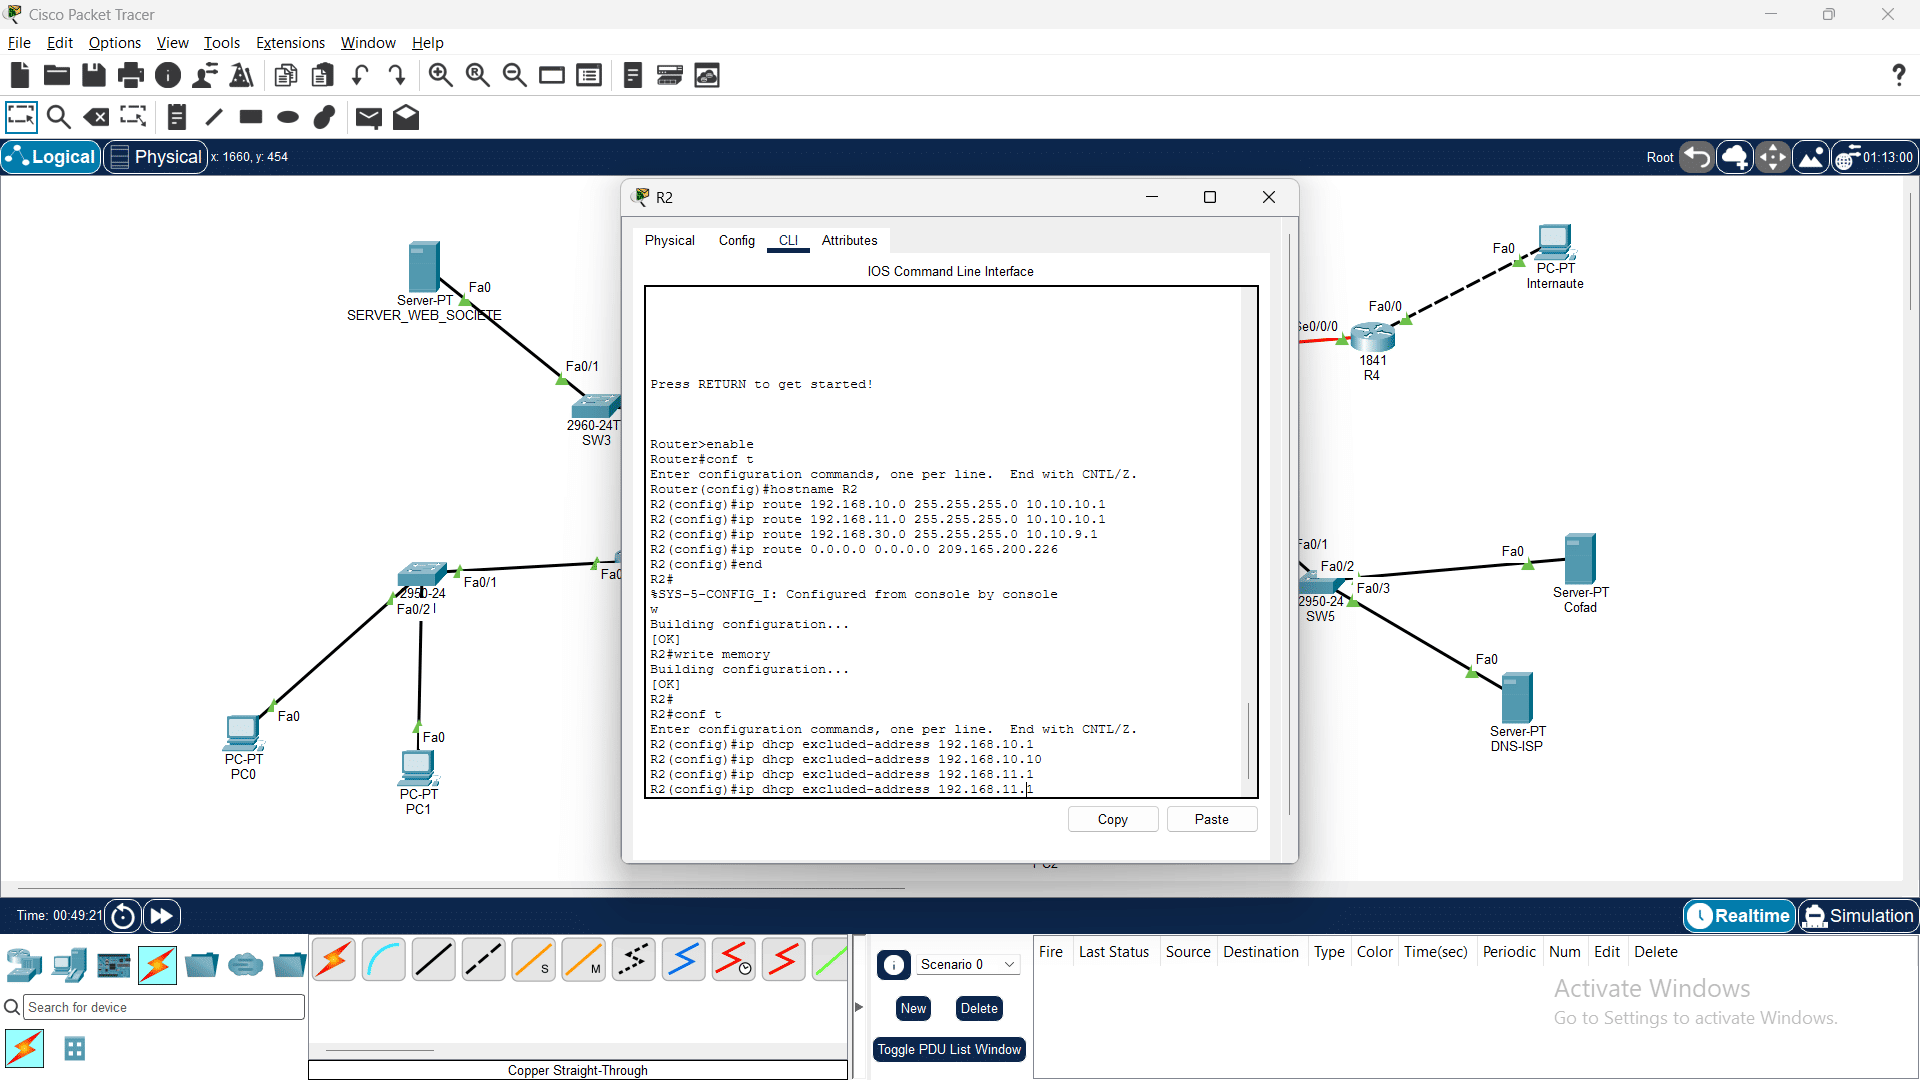 Cisco Packet Tracer
File Edit Options View Tools Extensions Window Help
Logical Physical x: 1660, y: 454 Root 01:13:00
R2
Physical Config CLI Attributes
IOS Command Line Interface
Press RETURN to get started!
Router>enable
Router#conf t
Enter configuration commands, one per line.  End with CNTL/Z.
Router(config)#hostname R2
R2(config)#ip route 192.168.10.0 255.255.255.0 10.10.10.1
R2(config)#ip route 192.168.11.0 255.255.255.0 10.10.10.1
R2(config)#ip route 192.168.30.0 255.255.255.0 10.10.9.1
R2(config)#ip route 0.0.0.0 0.0.0.0 209.165.200.226
R2(config)#end
R2#
%SYS-5-CONFIG_I: Configured from console by console
w
Building configuration...
[OK]
R2#write memory
Building configuration...
[OK]
R2#
R2#conf t
Enter configuration commands, one per line.  End with CNTL/Z.
R2(config)#ip dhcp excluded-address 192.168.10.1
R2(config)#ip dhcp excluded-address 192.168.10.10
R2(config)#ip dhcp excluded-address 192.168.11.1
R2(config)#ip dhcp excluded-address 192.168.11.1
Copy Paste
Fa0
Server-PT
SERVER_WEB_SOCIETE
Fa0/1
2960-24T
SW3
Fa0/1
2950-24
Fa0/2
Fa0
PC-PT
PC0
Fa0
PC-PT
PC1
Fa0
PC-PT
Internaute
Fa0/0
Se0/0/0
1841
R4
Fa0/1
Fa0/2
Fa0/3
2950-24
SW5
Fa0
Server-PT
Cofad
Fa0
Server-PT
DNS-ISP
PC2
Time: 00:49:21 Realtime Simulation
S M
Search for device
Copper Straight-Through
Scenario 0
New Delete
Toggle PDU List Window
Fire Last Status Source Destination Type Color Time(sec) Periodic Num Edit Delete
Activate Windows
Go to Settings to activate Windows.